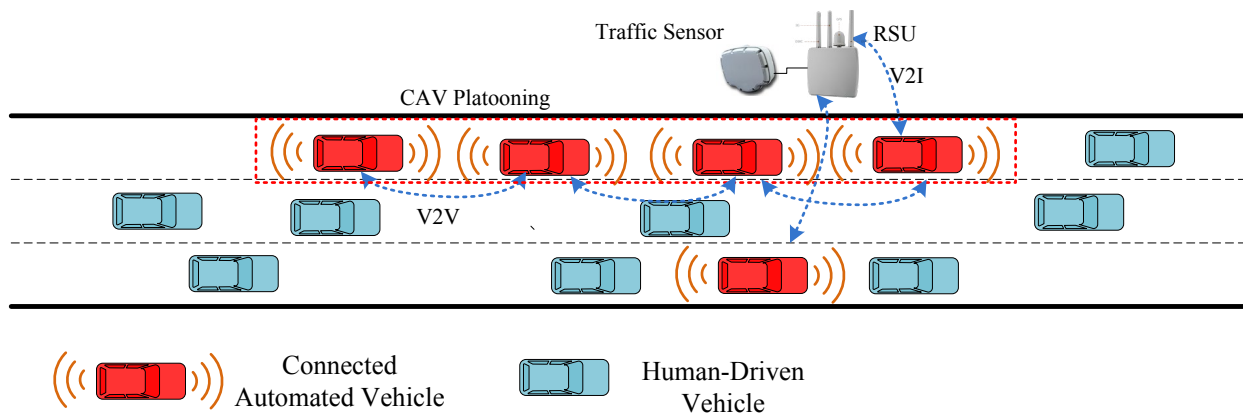 Traffic Sensor
RSU
V2I
CAV Platooning
V2V
Connected
Automated Vehicle
Human-Driven
Vehicle